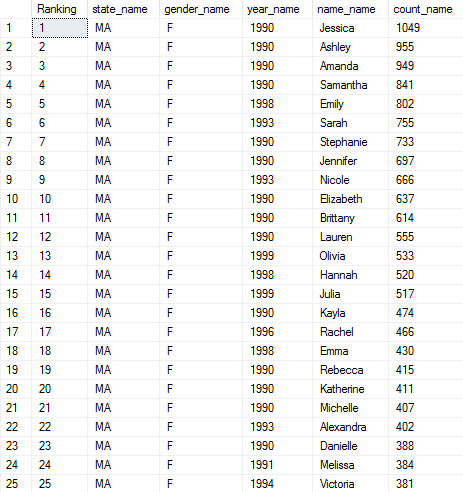 Ranking state_name gender_name year_name name_name count_name
1 1 MA F 1990 Jessica 1049
2 2 MA F 1990 Ashley 955
3 3 MA F 1990 Amanda 949
4 4 MA F 1990 Samantha 841
5 5 MA F 1998 Emily 802
6 6 MA F 1993 Sarah 755
7 7 MA F 1990 Stephanie 733
8 8 MA F 1990 Jennifer 697
9 9 MA F 1993 Nicole 666
10 10 MA F 1990 Elizabeth 637
11 11 MA F 1990 Brittany 614
12 12 MA F 1990 Lauren 555
13 13 MA F 1999 Olivia 533
14 14 MA F 1998 Hannah 520
15 15 MA F 1999 Julia 517
16 16 MA F 1990 Kayla 474
17 17 MA F 1996 Rachel 466
18 18 MA F 1998 Emma 430
19 19 MA F 1990 Rebecca 415
20 20 MA F 1990 Katherine 411
21 21 MA F 1990 Michelle 407
22 22 MA F 1993 Alexandra 402
23 23 MA F 1990 Danielle 388
24 24 MA F 1991 Melissa 384
25 25 MA F 1994 Victoria 381